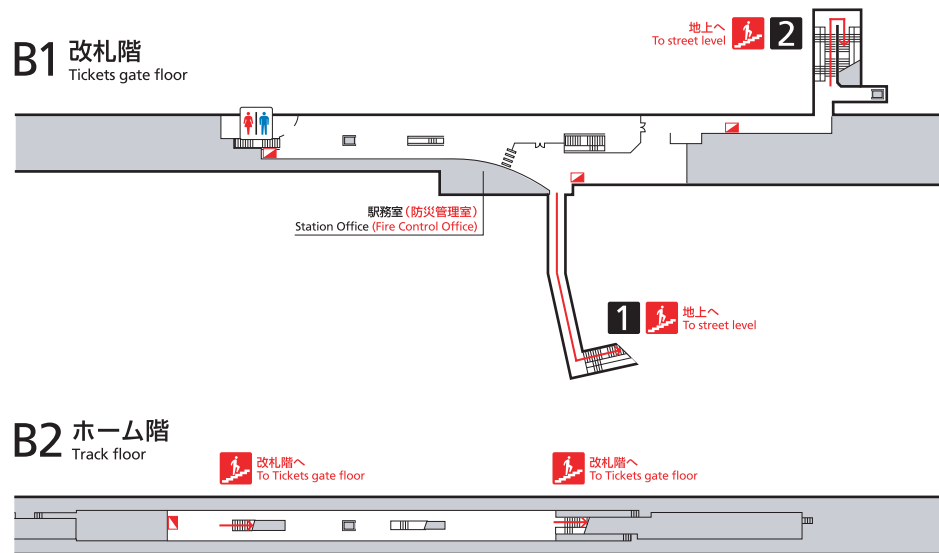 B1 改札階
Tickets gate floor
地上へ
To street level
2
駅務室(防災管理室)
Station Office (Fire Control Office)
1
地上へ
To street level
B2 ホーム階
Track floor
改札階へ
To Tickets gate floor
改札階へ
To Tickets gate floor